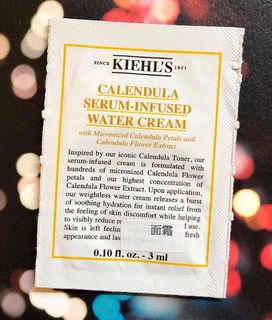 SINCE KIEHL'S 1851
CALENDULA
SERUM-INFUSED
WATER CREAM
with Micronized Calendula Petals and
Calendula Flower Extract
Inspired by our iconic Calendula Toner, our
serum-infused cream is formulated with
hundreds of micronized Calendula Flower
petals and our highest concentration of
Calendula Flower Extract. Upon application,
our weightless water cream releases a burst
of soothing hydration for instant relief from
the feeling of skin discomfort while helping
to visibly reduce re d use.
Skin is left feelin fresh
appearance and las
面霜
0.10 fl. oz. - 3 ml